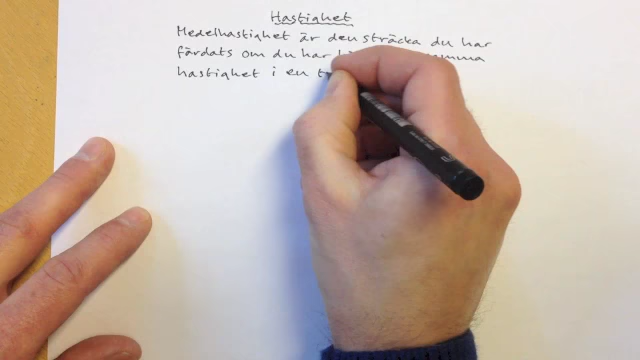 Hastighet
Medelhastighet är den sträcka du har
färdats om du har
hastighet i en